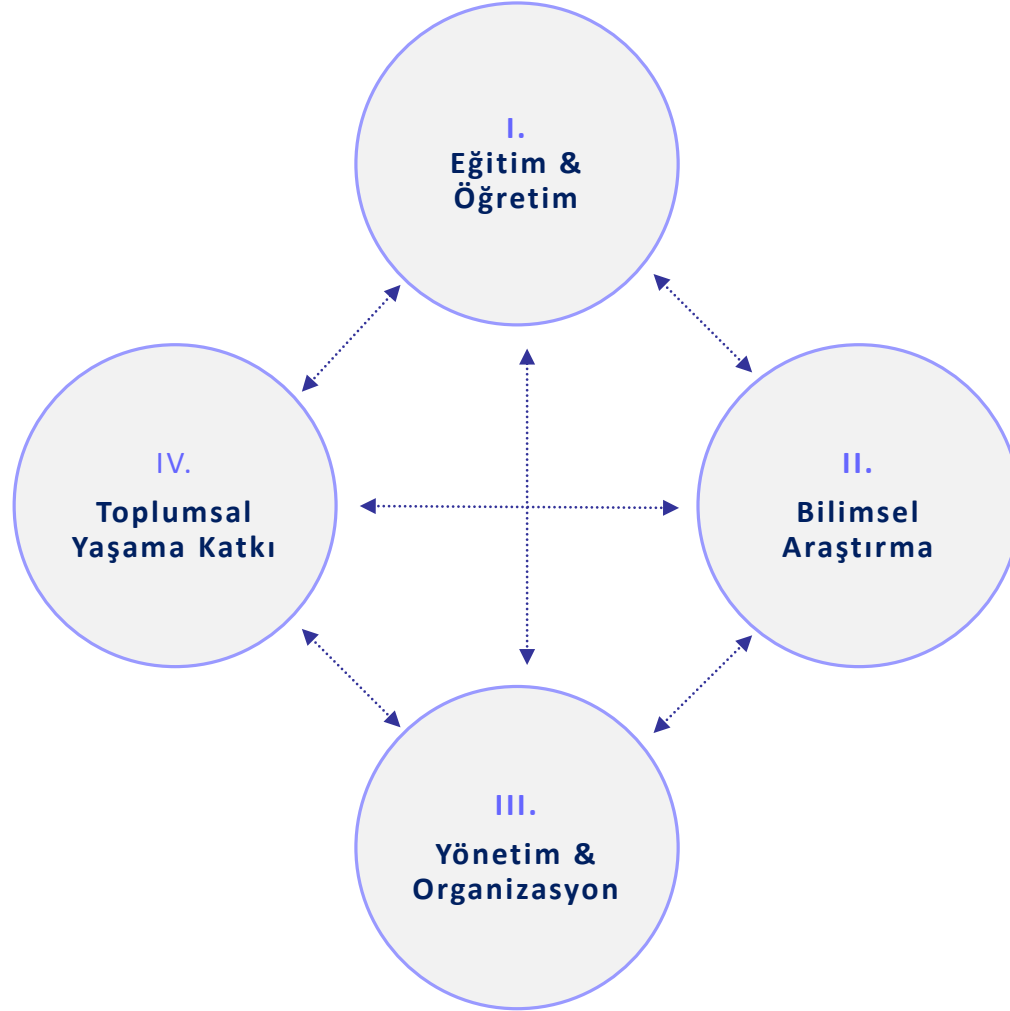 I.
Eğitim &
Öğretim
IV.
Toplumsal
Yaşama Katkı
II.
Bilimsel
Araştırma
III.
Yönetim &
Organizasyon